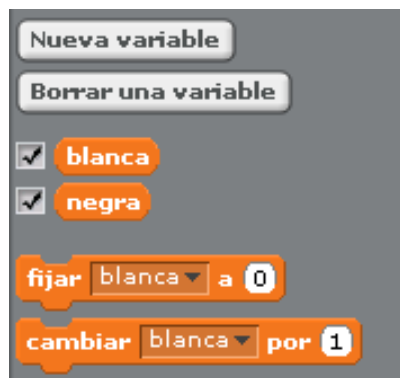 Nueva variable
Borrar una variable
blanca
negra
fijar blanca a 0
cambiar blanca por 1